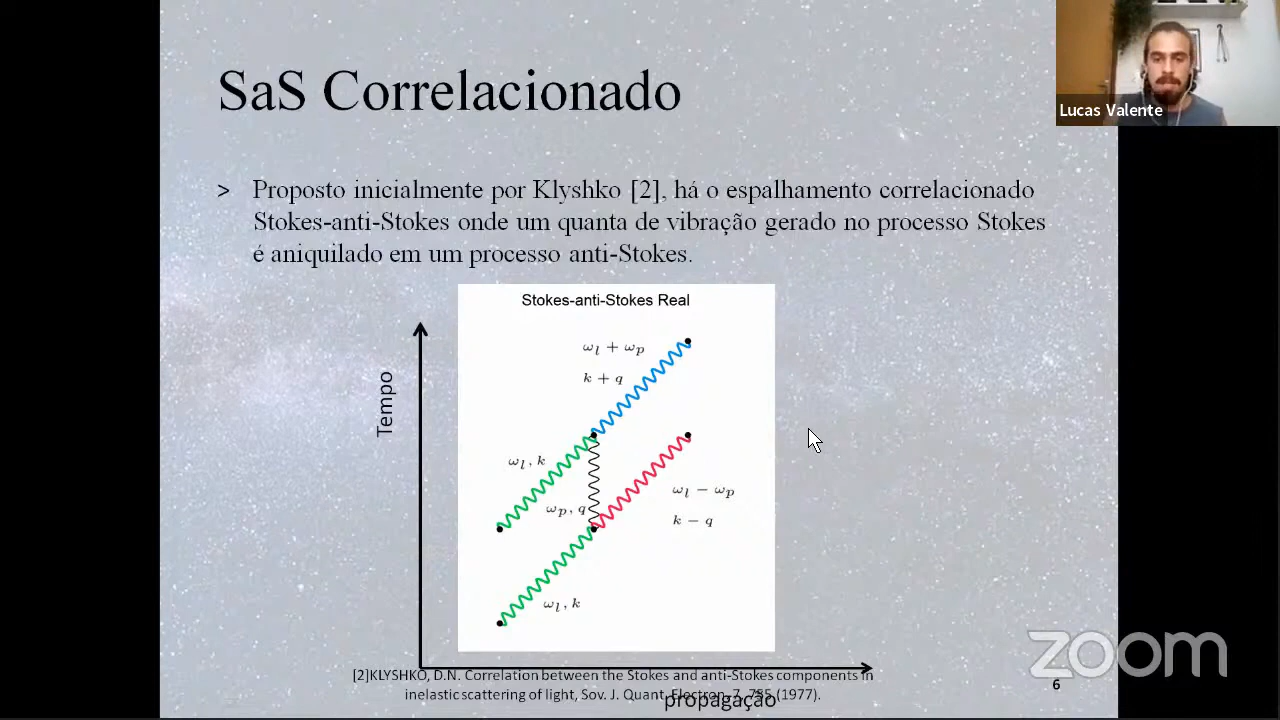 SaS Correlacionado
Lucas Valente
> Proposto inicialmente por Klyshko [2], há o espalhamento correlacionado
Stokes-anti-Stokes onde um quanta de vibração gerado no processo Stokes
é aniquilado em um processo anti-Stokes.
Stokes-anti-Stokes Real
ω_l + ω_p
k + q
Tempo
ω_l, k
ω_p, q
ω_l − ω_p
k − q
ω_l, k
[2]KLYSHKO, D.N. Correlation between the Stokes and anti-Stokes components in
inelastic scattering of light, Sov. J. Quant. Electron. 7, 755 (1977).
propagação
zoom
6